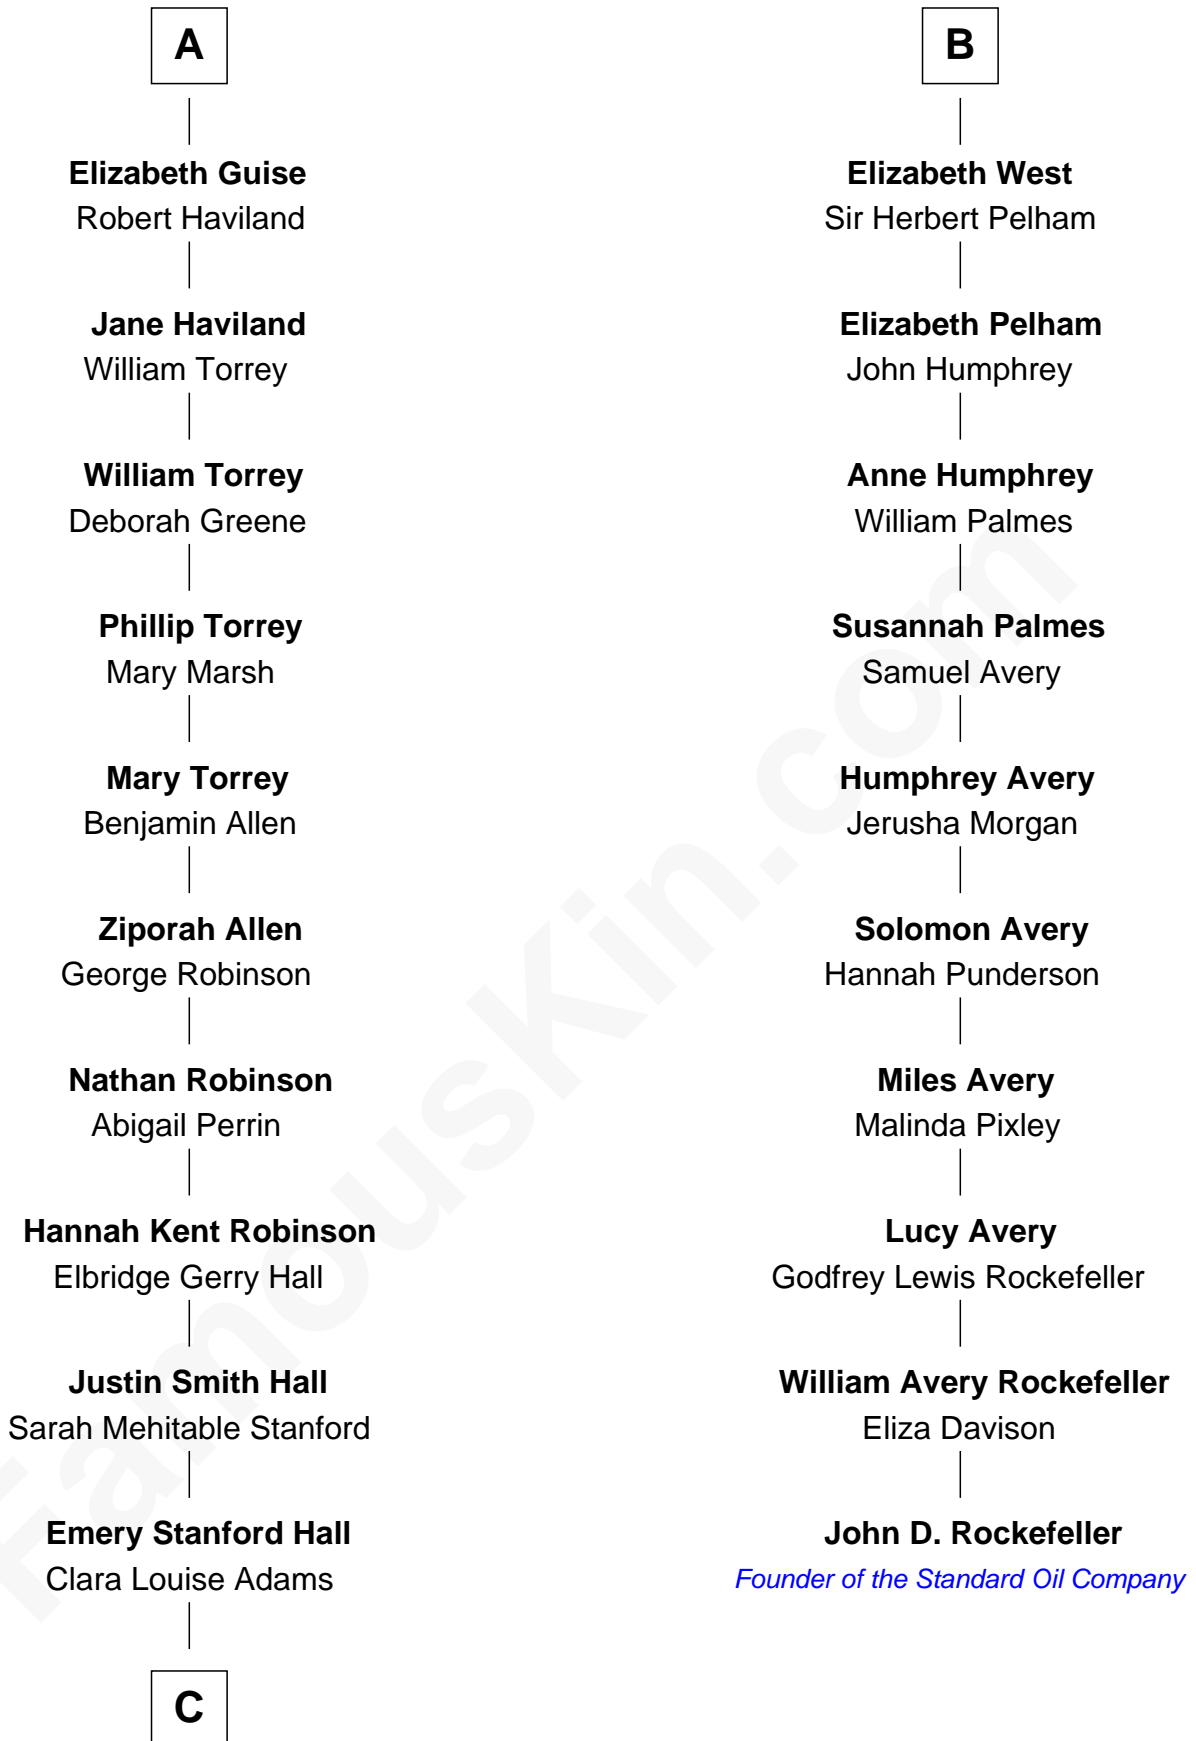 A
Elizabeth Guise
Robert Haviland
Jane Haviland
William Torrey
William Torrey
Deborah Greene
Phillip Torrey
Mary Marsh
Mary Torrey
Benjamin Allen
Ziporah Allen
George Robinson
Nathan Robinson
Abigail Perrin
Hannah Kent Robinson
Elbridge Gerry Hall
Justin Smith Hall
Sarah Mehitable Stanford
Emery Stanford Hall
Clara Louise Adams
C
B
Elizabeth West
Sir Herbert Pelham
Elizabeth Pelham
John Humphrey
Anne Humphrey
William Palmes
Susannah Palmes
Samuel Avery
Humphrey Avery
Jerusha Morgan
Solomon Avery
Hannah Punderson
Miles Avery
Malinda Pixley
Lucy Avery
Godfrey Lewis Rockefeller
William Avery Rockefeller
Eliza Davison
John D. Rockefeller
Founder of the Standard Oil Company
FamousKin.com